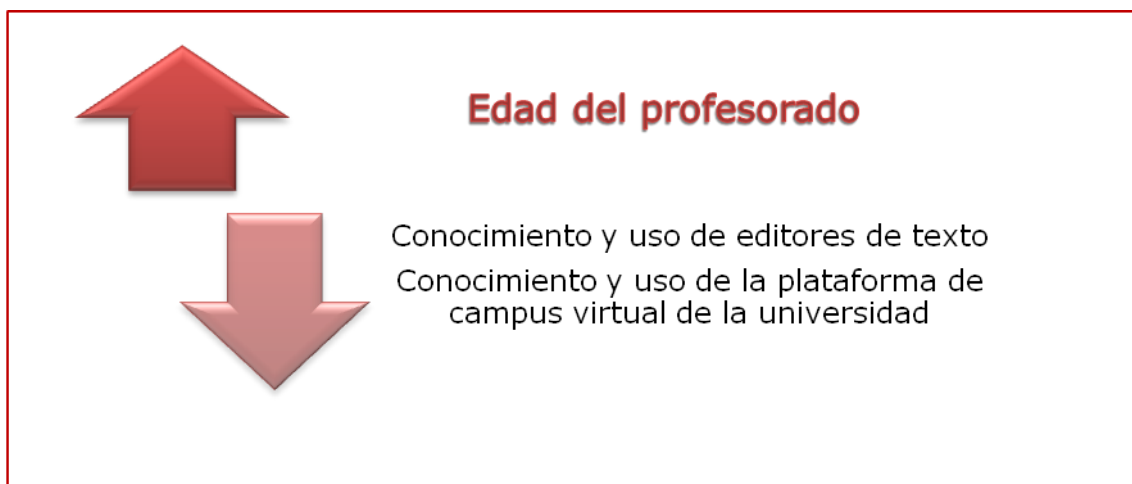 Edad del profesorado
Conocimiento y uso de editores de texto
Conocimiento y uso de la plataforma de
campus virtual de la universidad